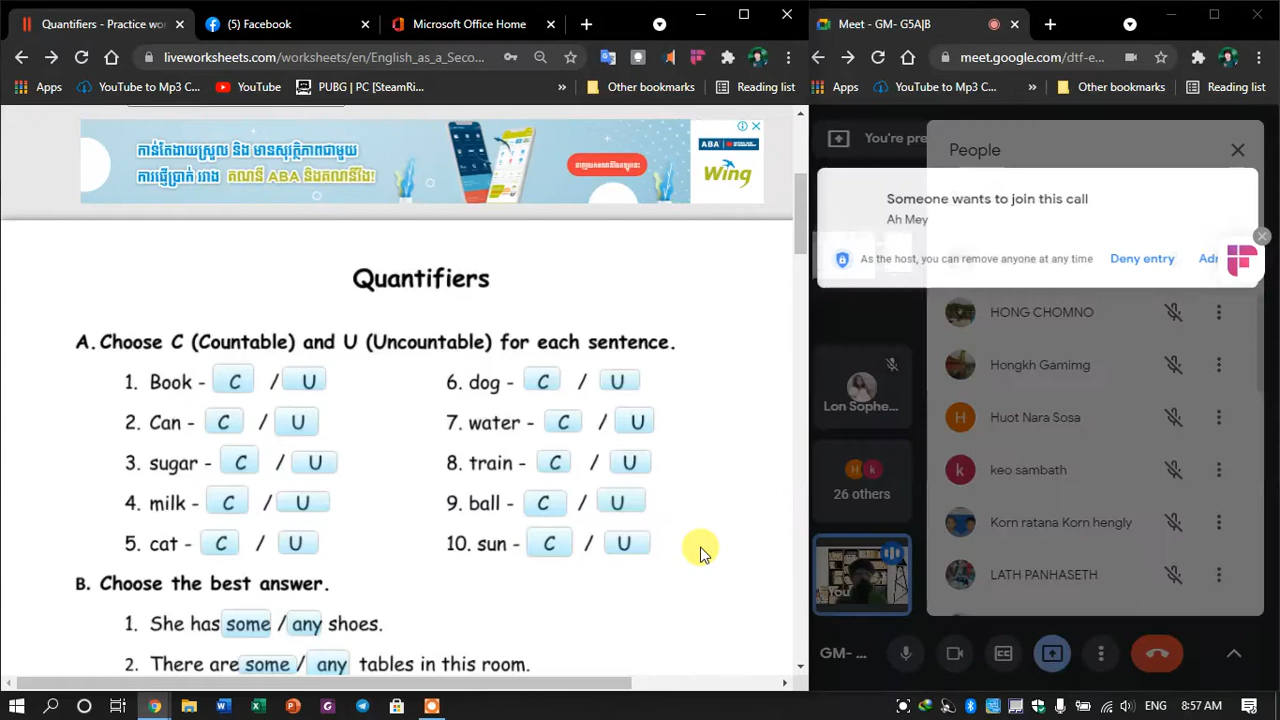 Quantifiers - Practice wor
(5) Facebook
Microsoft Office Home
Meet - GM- G5A|B
liveworksheets.com/worksheets/en/English_as_a_Seco...
meet.google.com/dtf-e...
Apps
YouTube to Mp3 C...
YouTube
PUBG | PC [SteamRi...
»
Other bookmarks
Reading list
Apps
YouTube to Mp3 C...
»
Other bookmarks
Reading list
ABA
Wing
Quantifiers
A. Choose C (Countable) and U (Uncountable) for each sentence.
1. Book - C / U
6. dog - C / U
2. Can - C / U
7. water - C / U
3. sugar - C / U
8. train - C / U
4. milk - C / U
9. ball - C / U
5. cat - C / U
10. sun - C / U
B. Choose the best answer.
1. She has some / any shoes.
2. There are some / any tables in this room.
You're pre
People
Someone wants to join this call
Ah Mey
As the host, you can remove anyone at any time
Deny entry
Adr
HONG CHOMNO
Hongkh Gamimg
Huot Nara Sosa
keo sambath
Korn ratana Korn hengly
LATH PANHASETH
Lon Sophe...
H
k
26 others
You
GM- ...
ENG
8:57 AM